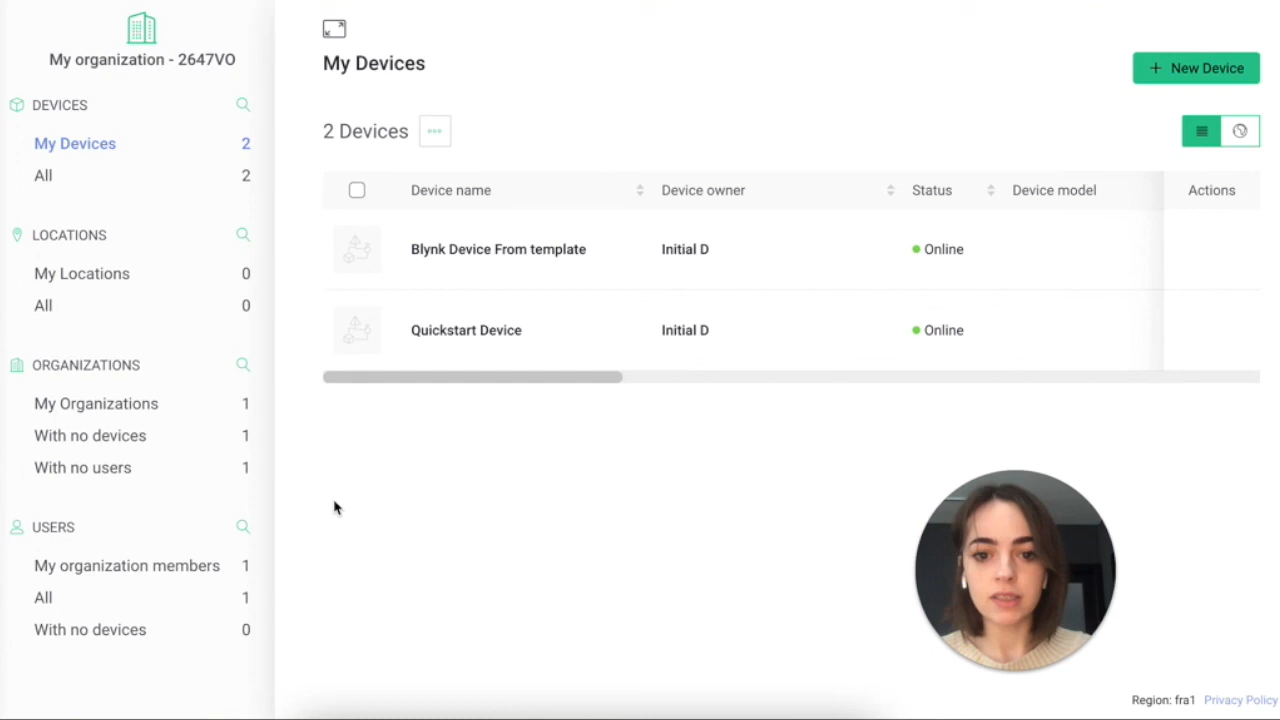 My organization - 2647VO
DEVICES
My Devices 2
All 2
LOCATIONS
My Locations 0
All 0
ORGANIZATIONS
My Organizations 1
With no devices 1
With no users 1
USERS
My organization members 1
All 1
With no devices 0
My Devices
+ New Device
2 Devices
Device name Device owner Status Device model Actions
Blynk Device From template Initial D Online
Quickstart Device Initial D Online
Region: fra1 Privacy Policy